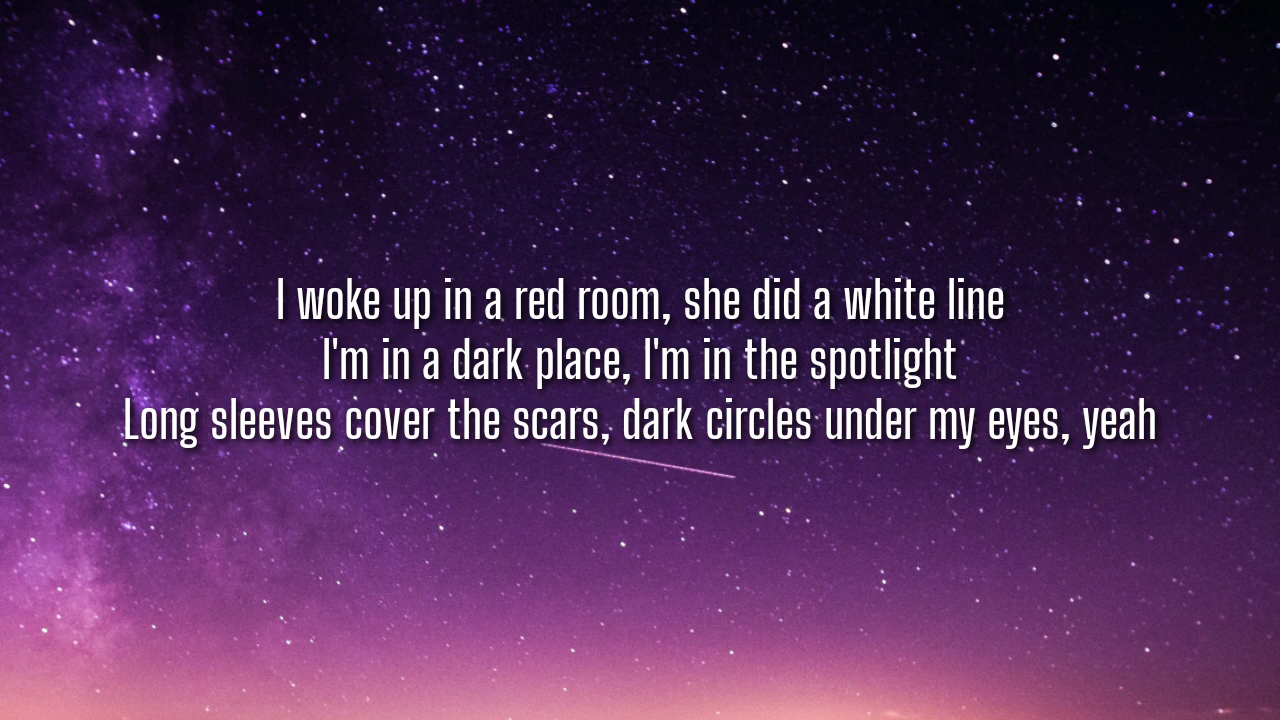 I woke up in a red room, she did a white line
I'm in a dark place, I'm in the spotlight
Long sleeves cover the scars, dark circles under my eyes, yeah